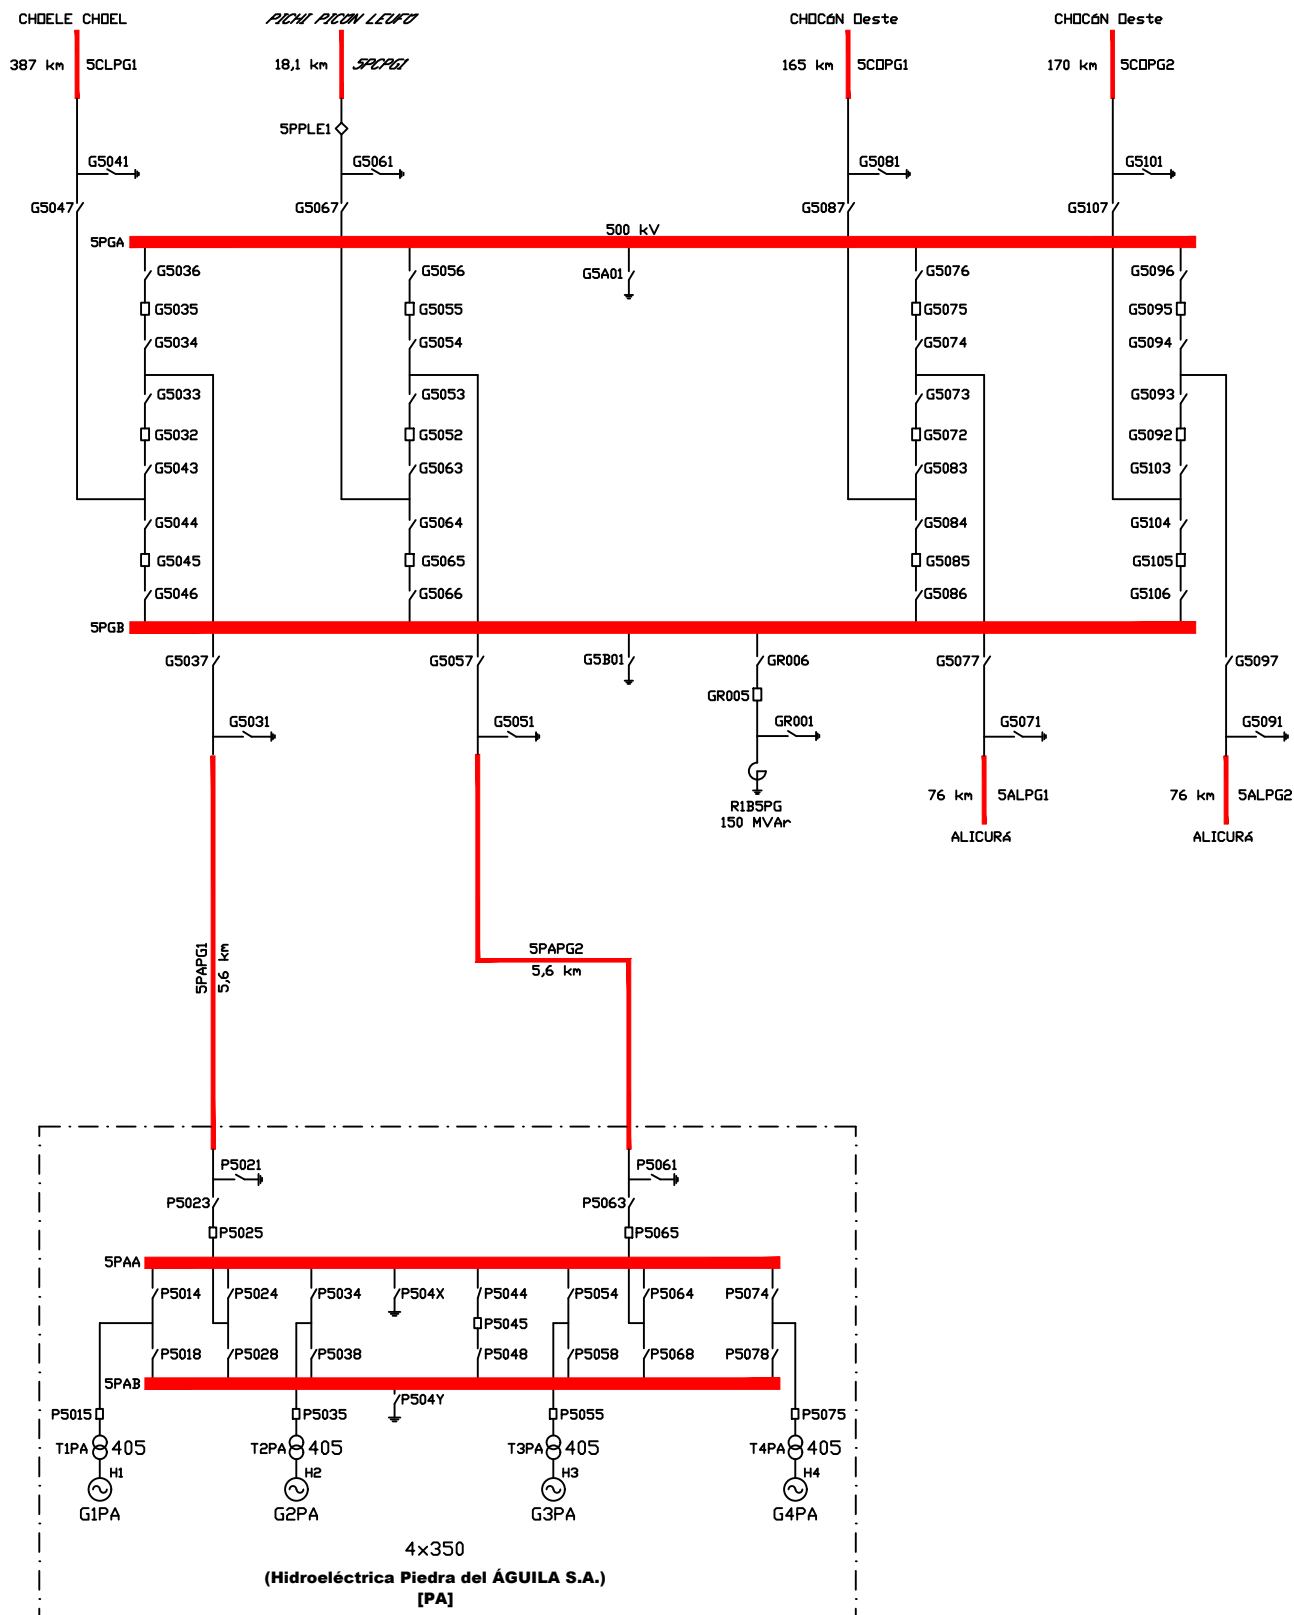 CHOELE CHOEL
PICHI PICÚN LEUFÚ
CHOCÓN Oeste
CHOCÓN Oeste
387 km
5CLPG1
18,1 km
5PCPG1
165 km
5COPG1
170 km
5COPG2
5PPLE1
G5041
G5061
G5081
G5101
G5047
G5067
G5087
G5107
500 kV
5PGA
G5036
G5056
G5A01
G5076
G5096
G5035
G5055
G5075
G5095
G5034
G5054
G5074
G5094
G5033
G5053
G5073
G5093
G5032
G5052
G5072
G5092
G5043
G5063
G5083
G5103
G5044
G5064
G5084
G5104
G5045
G5065
G5085
G5105
G5046
G5066
G5086
G5106
5PGB
G5037
G5057
G5B01
GR006
G5077
G5097
GR005
G5031
G5051
GR001
G5071
G5091
R1B5PG
150 MVAr
76 km
5ALPG1
76 km
5ALPG2
ALICURÁ
ALICURÁ
5PAPG1
5,6 km
5PAPG2
5,6 km
P5021
P5061
P5023
P5063
P5025
P5065
5PAA
P5014
P5024
P5034
P504X
P5044
P5054
P5064
P5074
P5045
P5018
P5028
P5038
P5048
P5058
P5068
P5078
5PAB
P504Y
P5015
P5035
P5055
P5075
T1PA
405
T2PA
405
T3PA
405
T4PA
405
H1
H2
H3
H4
G1PA
G2PA
G3PA
G4PA
4x350
(Hidroeléctrica Piedra del ÁGUILA S.A.)
[PA]